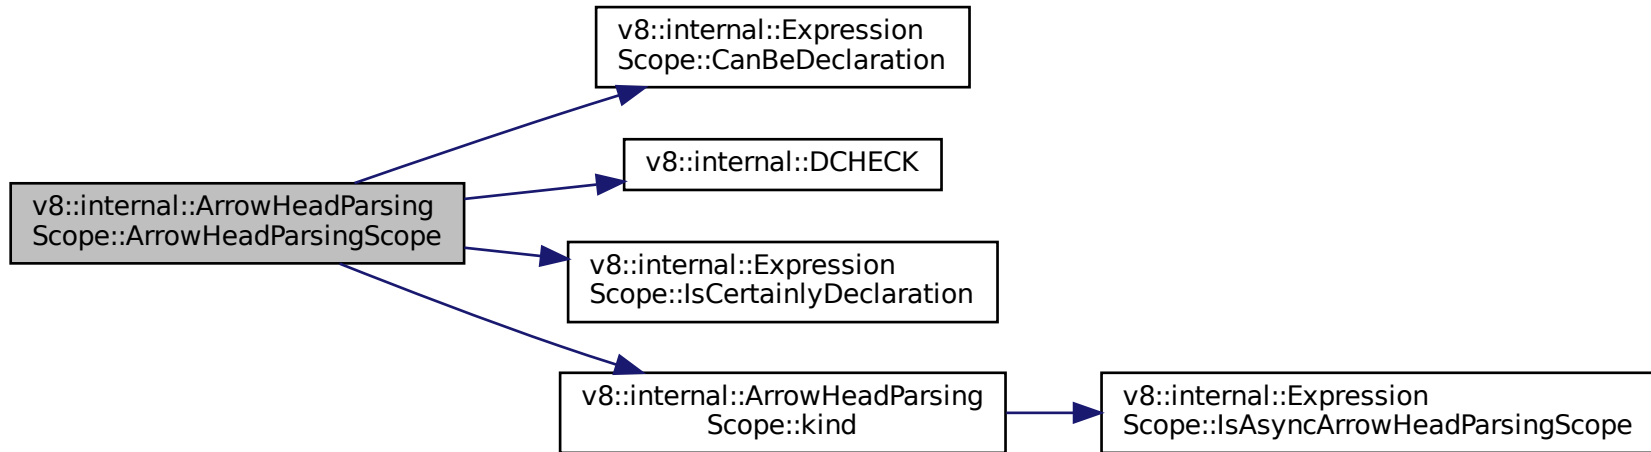 v8::internal::Expression
Scope::CanBeDeclaration
v8::internal::DCHECK
v8::internal::ArrowHeadParsing
Scope::ArrowHeadParsingScope
v8::internal::Expression
Scope::IsCertainlyDeclaration
v8::internal::ArrowHeadParsing
Scope::kind
v8::internal::Expression
Scope::IsAsyncArrowHeadParsingScope